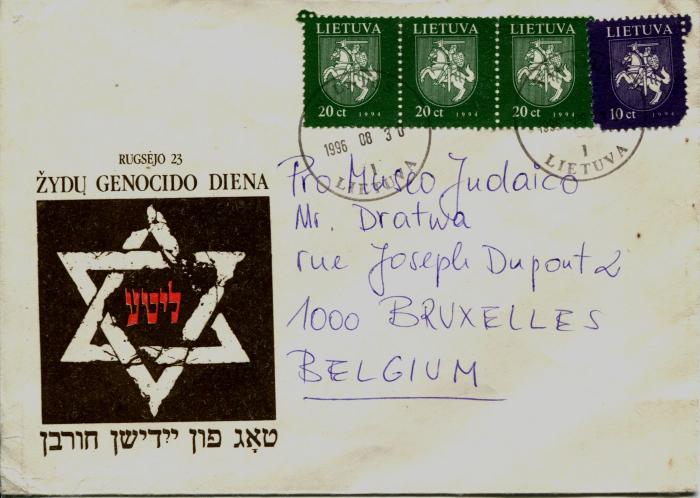 LIETUVA LIETUVA LIETUVA LIETUVA
20 ct 1994 20 ct 1994 20 ct 1994 10 ct 1994
1996 08 30
I
LIETUVA
I
LIETUVA
RUGSĖJO 23
ŽYDŲ GENOCIDO DIENA
ליטע
טאָג פון ייִדישן חורבן
Pro Museo Judaico
Mr. Dratwa
rue Joseph Dupont 2
1000 BRUXELLES
BELGIUM